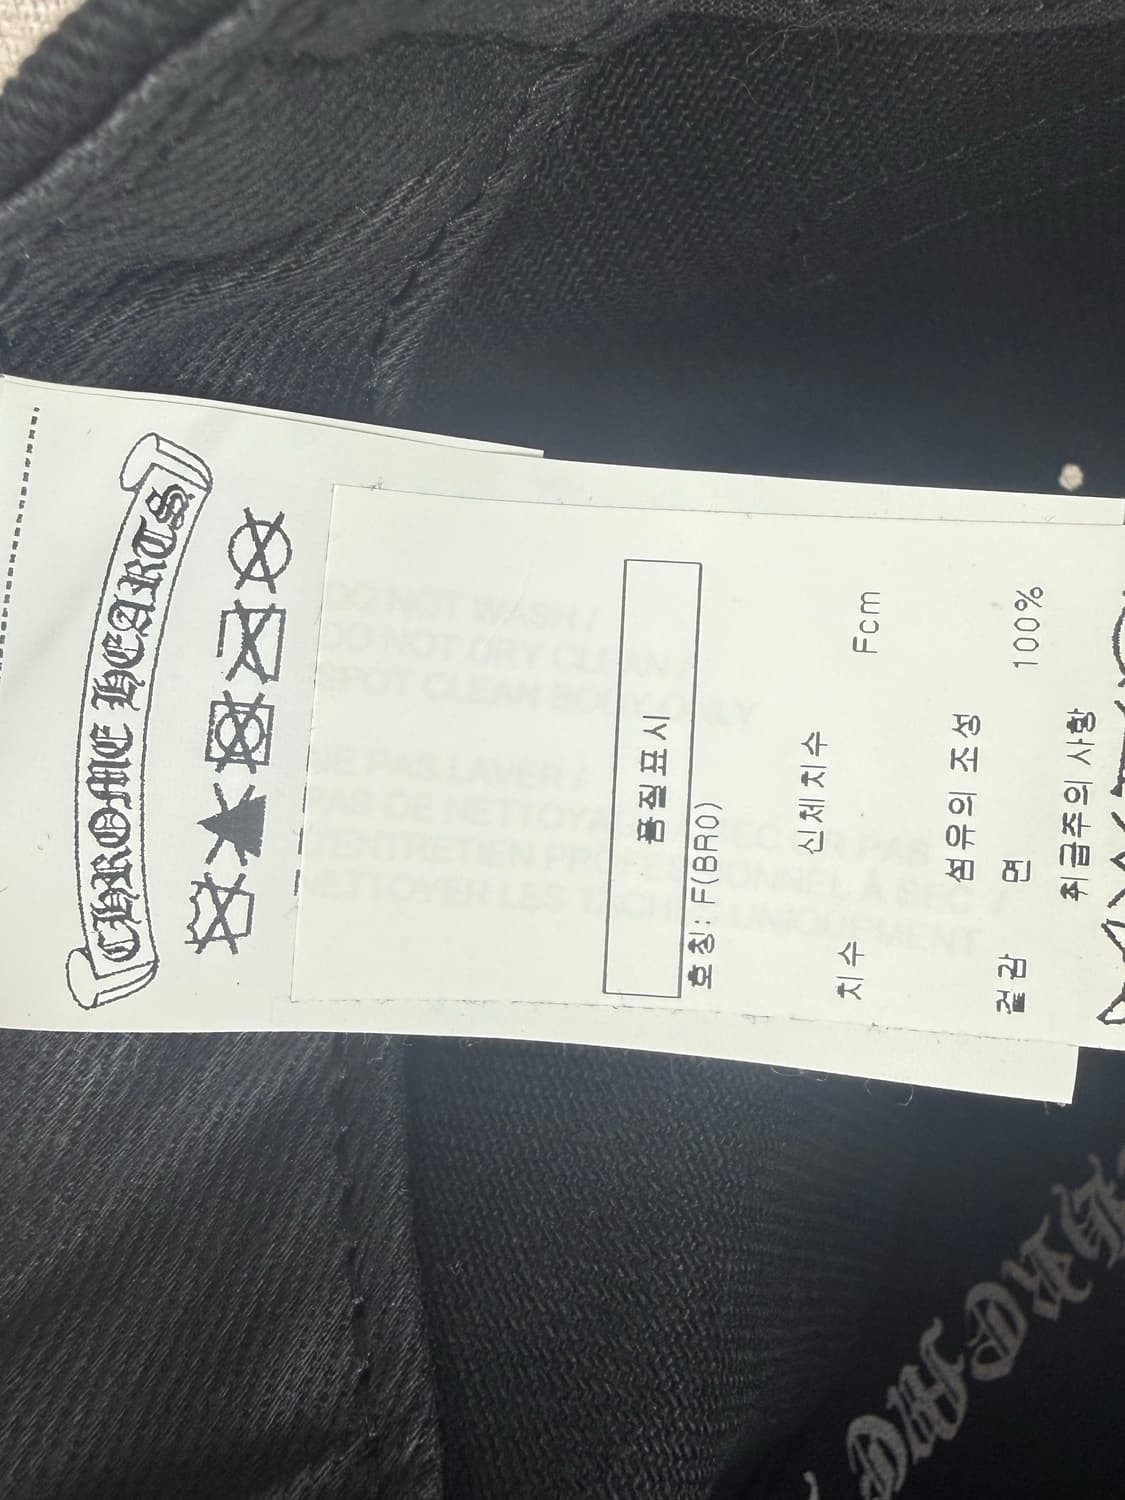 CHROME HEARTS
DO NOT WASH /
DO NOT DRY CLEAN /
SPOT CLEAN BODY ONLY
NE PAS LAVER /
PAS DE NETTOYAGE À SEC OU PAS
D'ENTRETIEN PROFESSIONNEL À SEC /
NETTOYER LES TACHES UNIQUEMENT
품질표시
호칭: F(BRO)
신체치수
치수 Fcm
섬유의 조성
겉감 면 100%
취급주의 사항